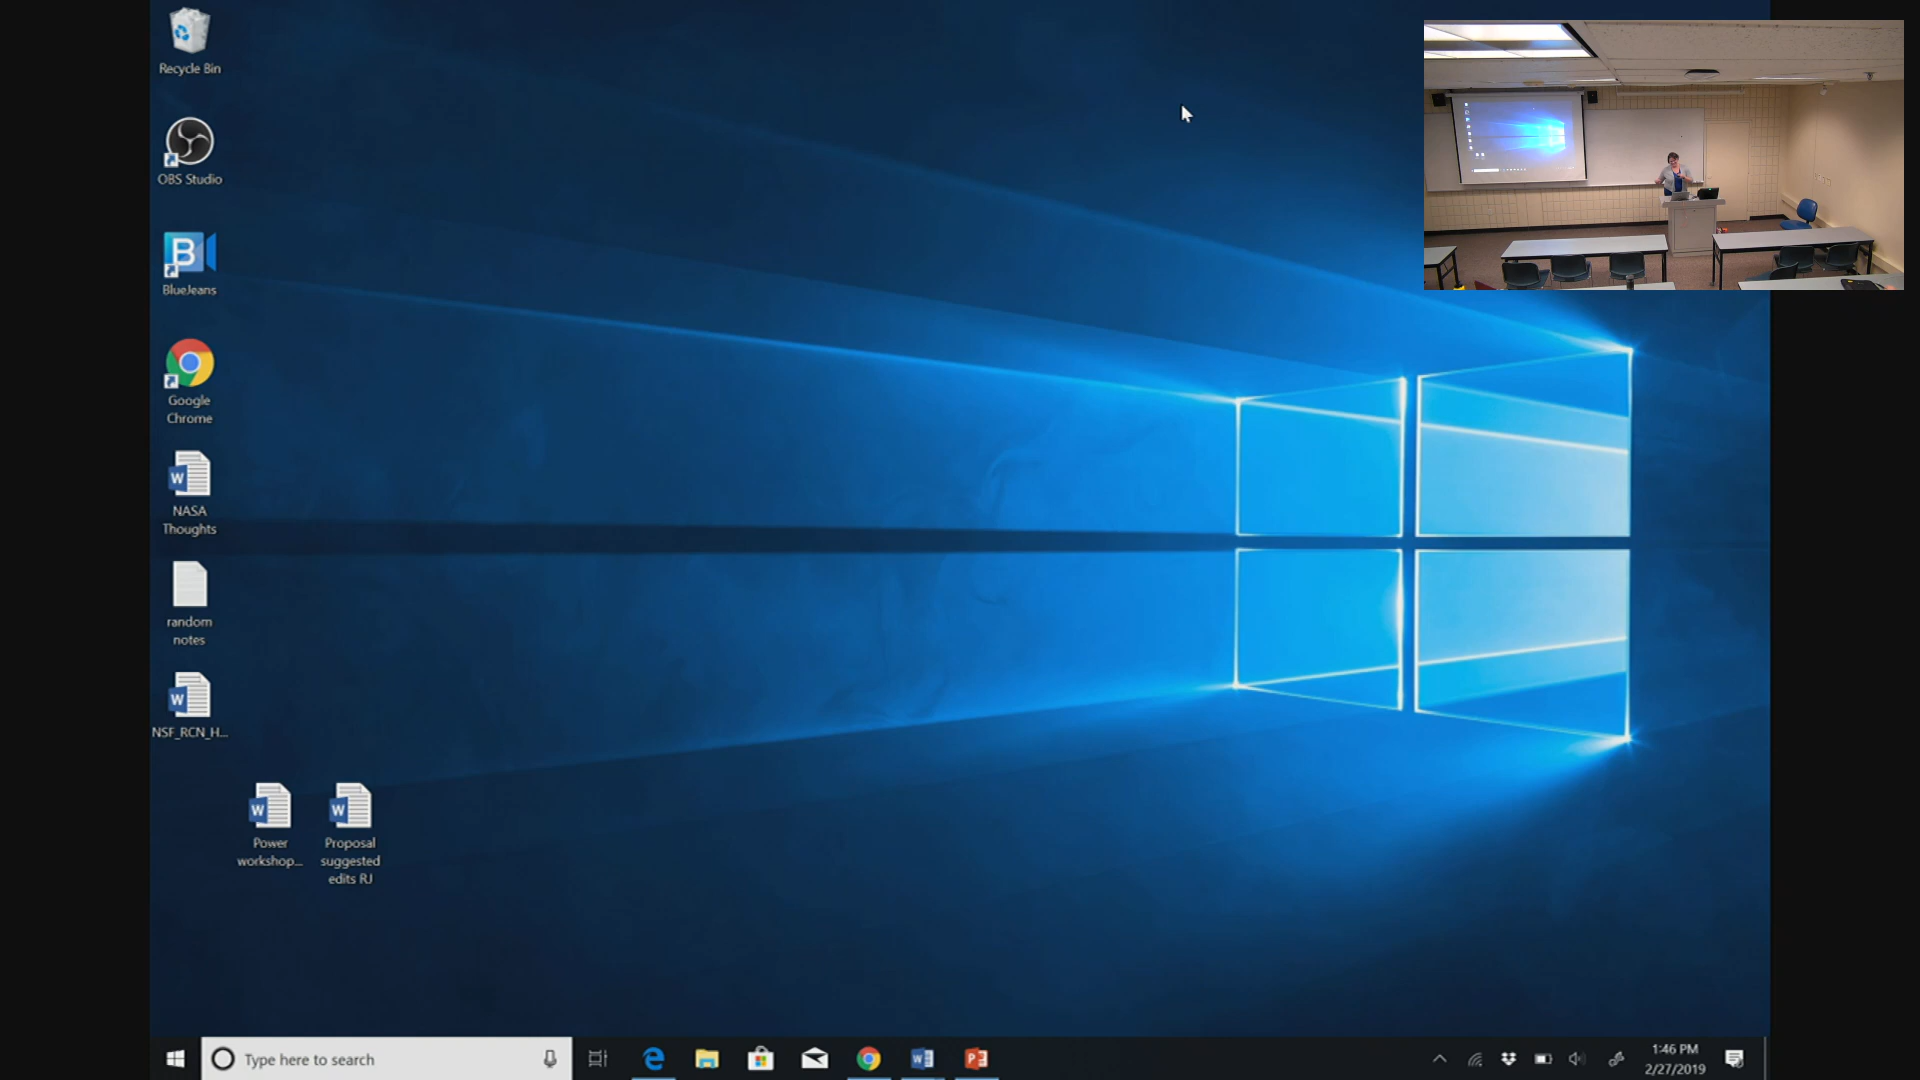 Recycle Bin
OBS Studio
BlueJeans
Google
Chrome
NASA
Thoughts
random
notes
NSF_RCN_H...
Power
workshop...
Proposal
suggested
edits RJ
Type here to search
1:46 PM
2/27/2019